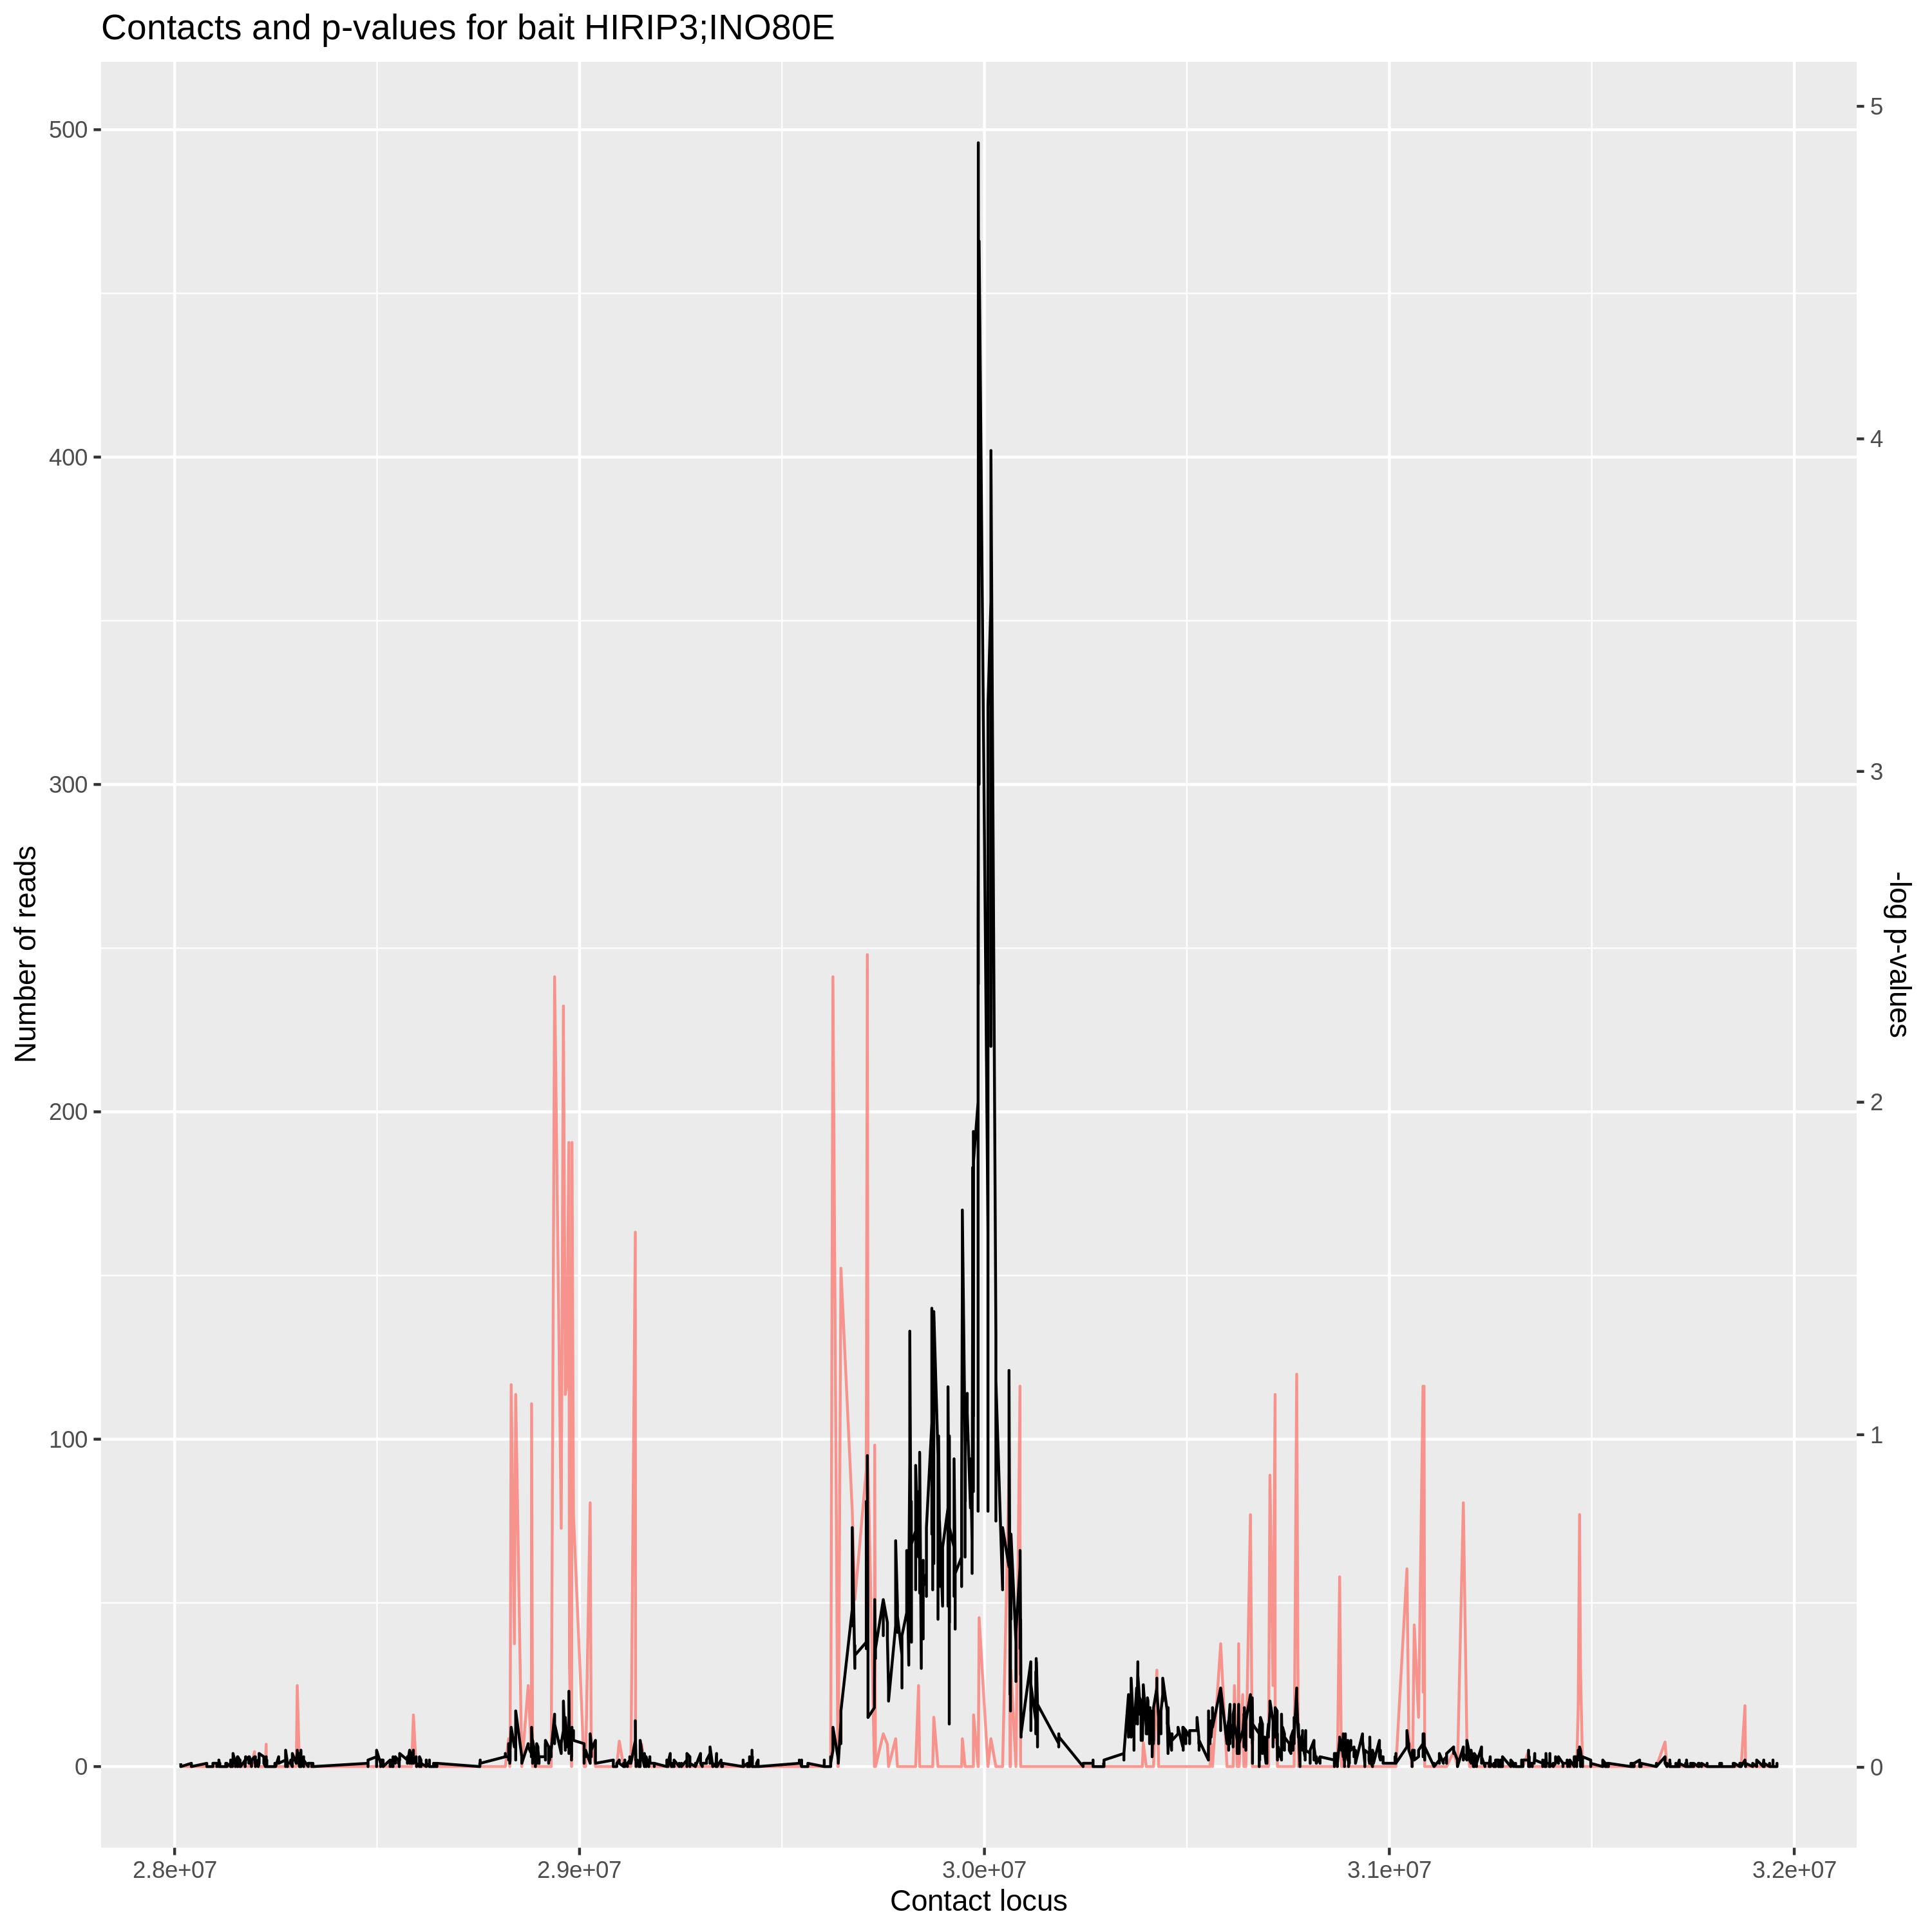 Contacts and p-values for bait HIRIP3;INO80E
500
400
300
200
100
0
Number of reads
5
4
3
2
1
0
-log p-values
2.8e+07 2.9e+07 3.0e+07 3.1e+07 3.2e+07
Contact locus